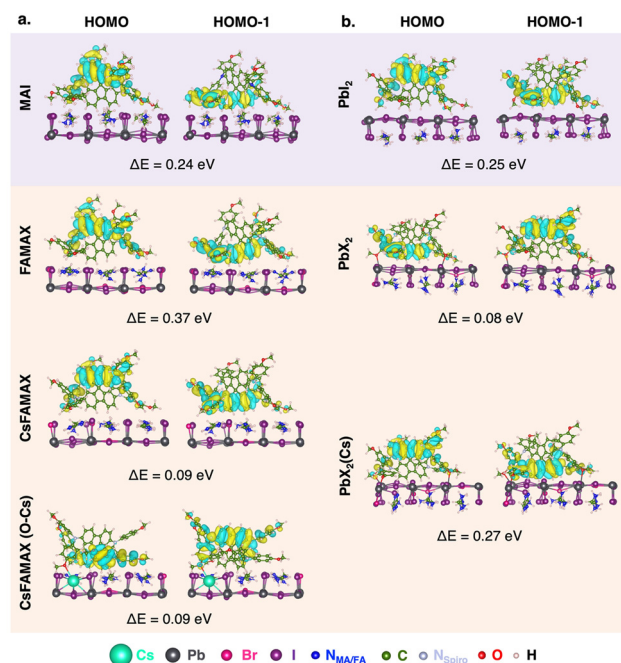 a. HOMO HOMO-1 b. HOMO HOMO-1
MAI
ΔE = 0.24 eV
PbI₂
ΔE = 0.25 eV
FAMAX
ΔE = 0.37 eV
PbX₂
ΔE = 0.08 eV
CsFAMAX
ΔE = 0.09 eV
PbX₂(Cs)
ΔE = 0.27 eV
CsFAMAX (O-Cs)
ΔE = 0.09 eV
Cs Pb Br I N_MA/FA C N_Spiro O H